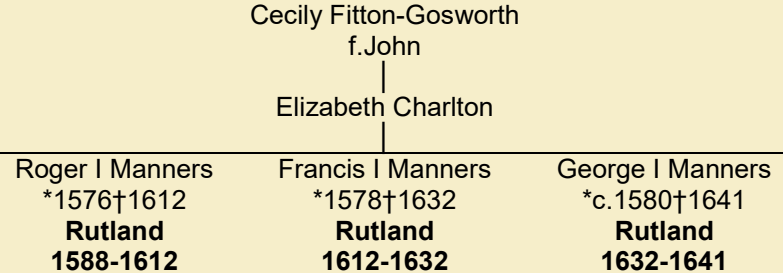 Cecily Fitton-Gosworth
f.John
Elizabeth Charlton
Roger I Manners Francis I Manners George I Manners
*1576†1612 *1578†1632 *c.1580†1641
Rutland Rutland Rutland
1588-1612 1612-1632 1632-1641